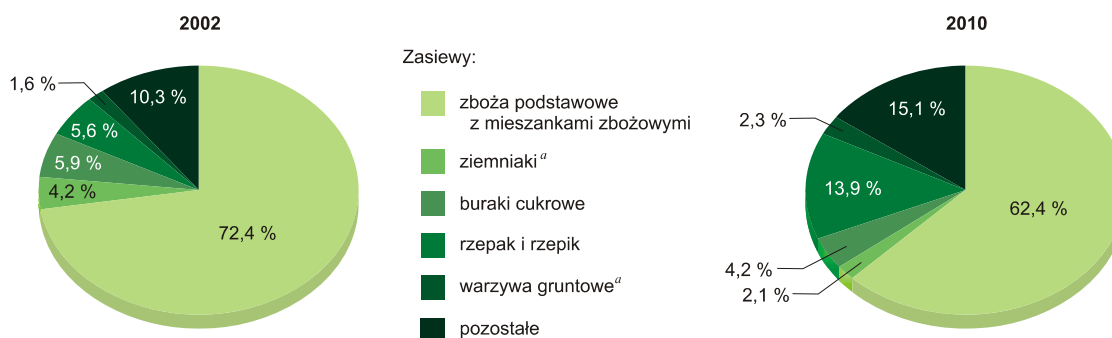 2002
1,6 %
10,3 %
5,6 %
5,9 %
4,2 %
72,4 %
Zasiewy:
zboża podstawowe
z mieszankami zbożowymi
ziemniaki a
buraki cukrowe
rzepak i rzepik
warzywa gruntowe a
pozostałe
2010
15,1 %
2,3 %
13,9 %
62,4 %
4,2 %
2,1 %